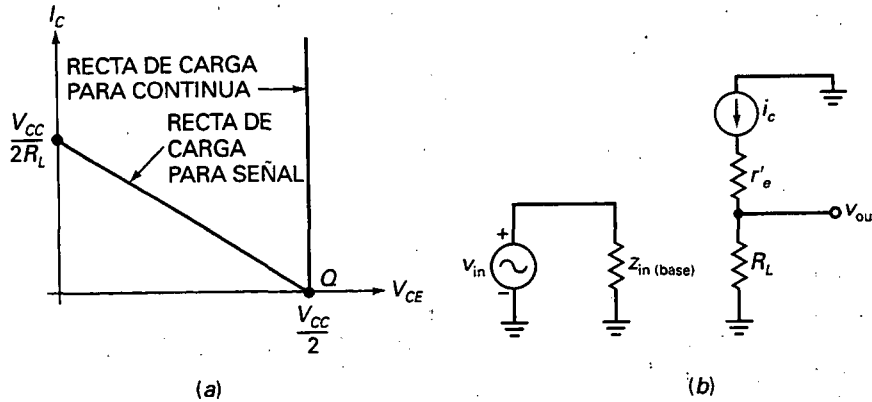 I_C
RECTA DE CARGA
PARA CONTINUA
V_CC
2R_L
RECTA DE
CARGA
PARA SEÑAL
Q
V_CE
V_CC
2
(a)
i_c
r'_e
v_ou
v_in
+
−
z_in (base)
R_L
(b)